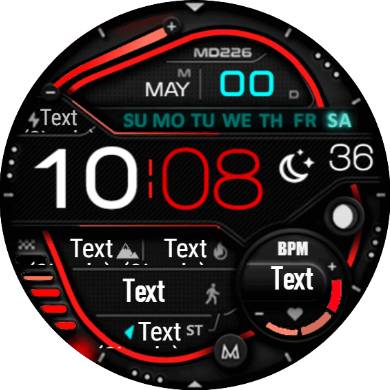 MD226
M
MAY 00 D
Text
SU MO TU WE TH FR SA
10:08 36
Text Text
BPM
Text
Text
Text ST
M